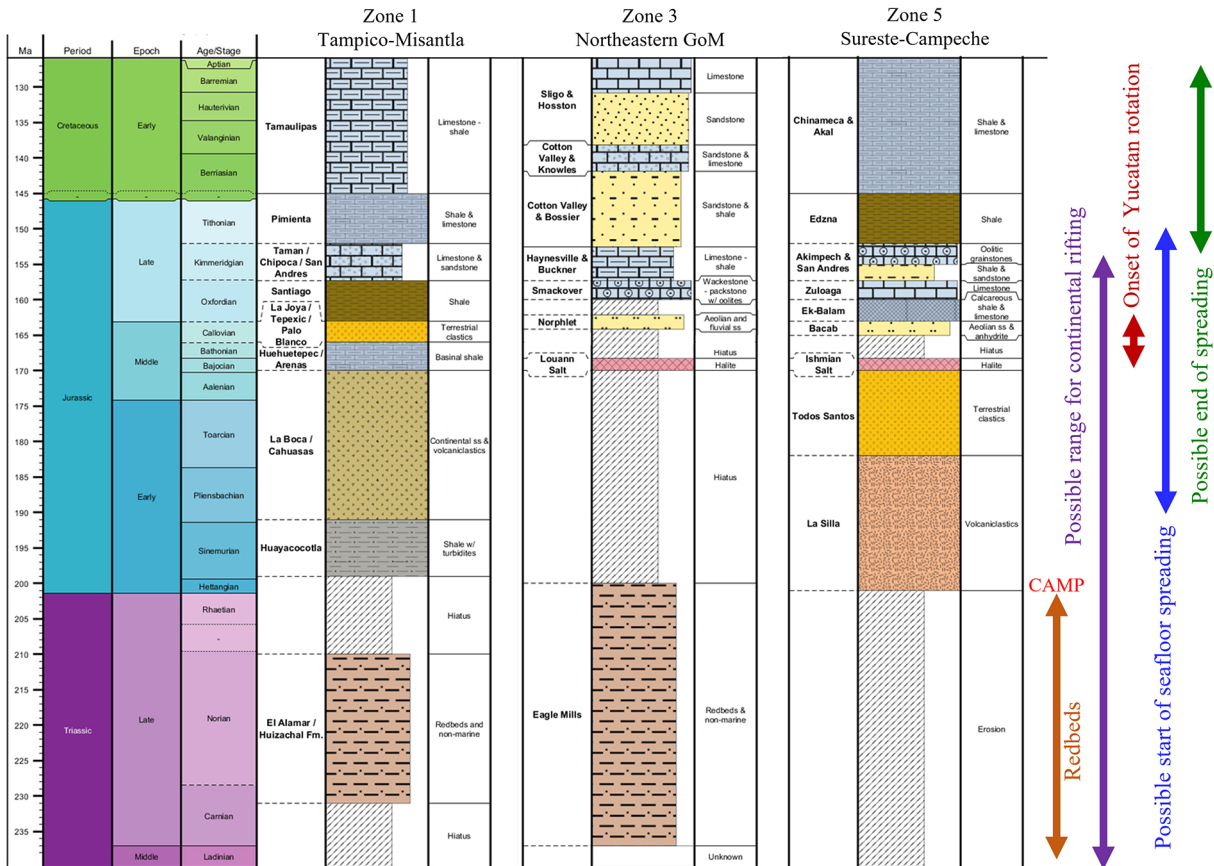 Zone 1
Tampico-Misantla
Zone 3
Northeastern GoM
Zone 5
Sureste-Campeche
Ma
Period
Epoch
Age/Stage
130
135
140
145
150
155
160
165
170
175
180
185
190
195
200
205
210
215
220
225
230
235
Cretaceous
-
Jurassic
Triassic
Early
-
Late
Middle
Early
Late
Middle
Aptian
Barremian
Hauterivian
Valanginian
Berriasian
-
Tithonian
Kimmeridgian
Oxfordian
Callovian
Bathonian
Bajocian
Aalenian
Toarcian
Pliensbachian
Sinemurian
Hettangian
Rhaetian
-
Norian
Carnian
Ladinian
Tamaulipas
Pimienta
Taman /
Chipoca / San
Andres
Santiago
La Joya /
Tepexic /
Palo
Blanco
Huehuetepec /
Arenas
La Boca /
Cahuasas
Huayacocotla
El Alamar /
Huizachal Fm.
Limestone -
shale
Shale &
limestone
Limestone &
sandstone
Shale
Terrestrial
clastics
Basinal shale
Continental ss &
volcaniclastics
Shale w/
turbidites
Hiatus
Redbeds and
non-marine
Hiatus
Sligo &
Hosston
Cotton
Valley &
Knowles
Cotton
Valley
& Bossier
Haynesville &
Buckner
Smackover
Norphlet
Louann
Salt
Eagle Mills
Limestone
Sandstone
Sandstone &
limestone
Sandstone &
shale
Limestone -
shale
Wackestone
- packstone
w/ oolites
Aeolian and
fluvial ss
Hiatus
Halite
Hiatus
Redbeds &
non-marine
Unknown
Chinameca &
Akal
Edzna
Akimpech &
San Andres
Zuloaga
Ek-Balam
Bacab
Ishmian
Salt
Todos Santos
La Silla
Shale &
limestone
Shale
Oolitic
grainstones
Shale &
sandstone
Limestone
Calcareous
shale &
limestone
Aeolian ss &
anhydrite
Hiatus
Halite
Terrestrial
clastics
Volcaniclastics
Erosion
CAMP
Redbeds
Possible range for continental rifting
Onset of Yucatan rotation
Possible start of seafloor spreading
Possible end of spreading